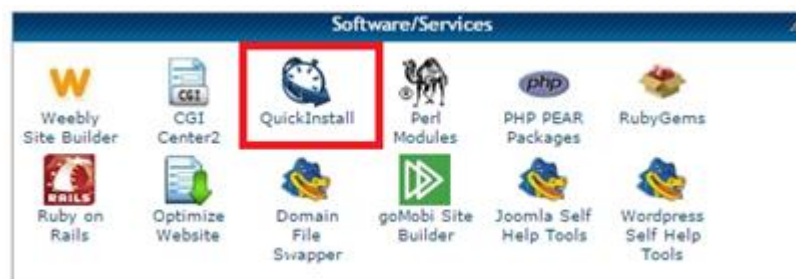 Software/Services
W
Weebly
Site Builder
CGI
CGI
Center2
QuickInstall
Perl
Modules
php
PHP PEAR
Packages
RubyGems
RAILS
Ruby on
Rails
Optimize
Website
Domain
File
Swapper
goMobi Site
Builder
Joomla Self
Help Tools
Wordpress
Self Help
Tools